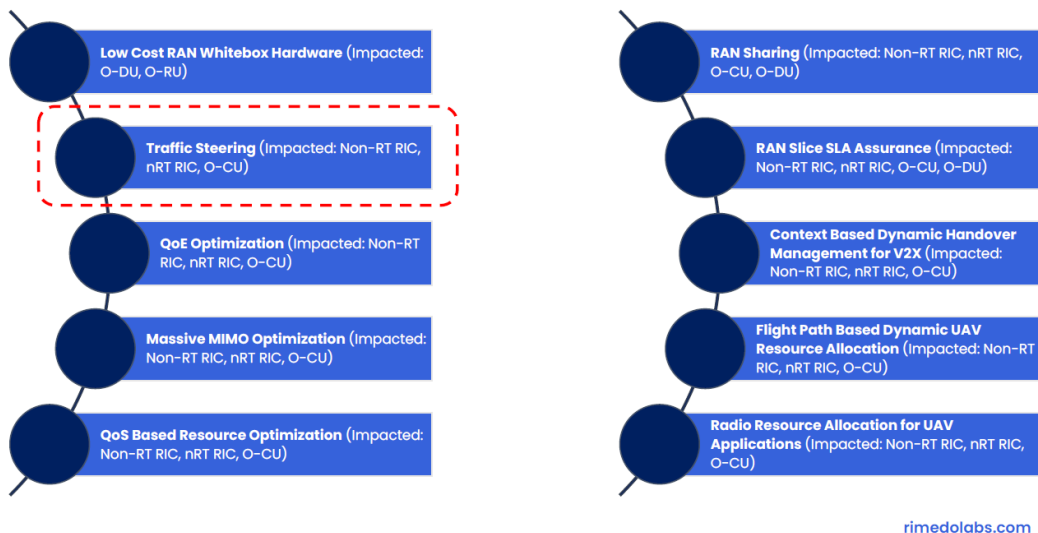 Low Cost RAN Whitebox Hardware (Impacted:
O-DU, O-RU)
Traffic Steering (Impacted: Non-RT RIC,
nRT RIC, O-CU)
QoE Optimization (Impacted: Non-RT
RIC, nRT RIC, O-CU)
Massive MIMO Optimization (Impacted:
Non-RT RIC, nRT RIC, O-CU)
QoS Based Resource Optimization (Impacted:
Non-RT RIC, nRT RIC, O-CU)
RAN Sharing (Impacted: Non-RT RIC, nRT RIC,
O-CU, O-DU)
RAN Slice SLA Assurance (Impacted:
Non-RT RIC, nRT RIC, O-CU, O-DU)
Context Based Dynamic Handover
Management for V2X (Impacted:
Non-RT RIC, nRT RIC, O-CU)
Flight Path Based Dynamic UAV
Resource Allocation (Impacted: Non-RT
RIC, nRT RIC, O-CU)
Radio Resource Allocation for UAV
Applications (Impacted: Non-RT RIC, nRT RIC,
O-CU)
rimedolabs.com